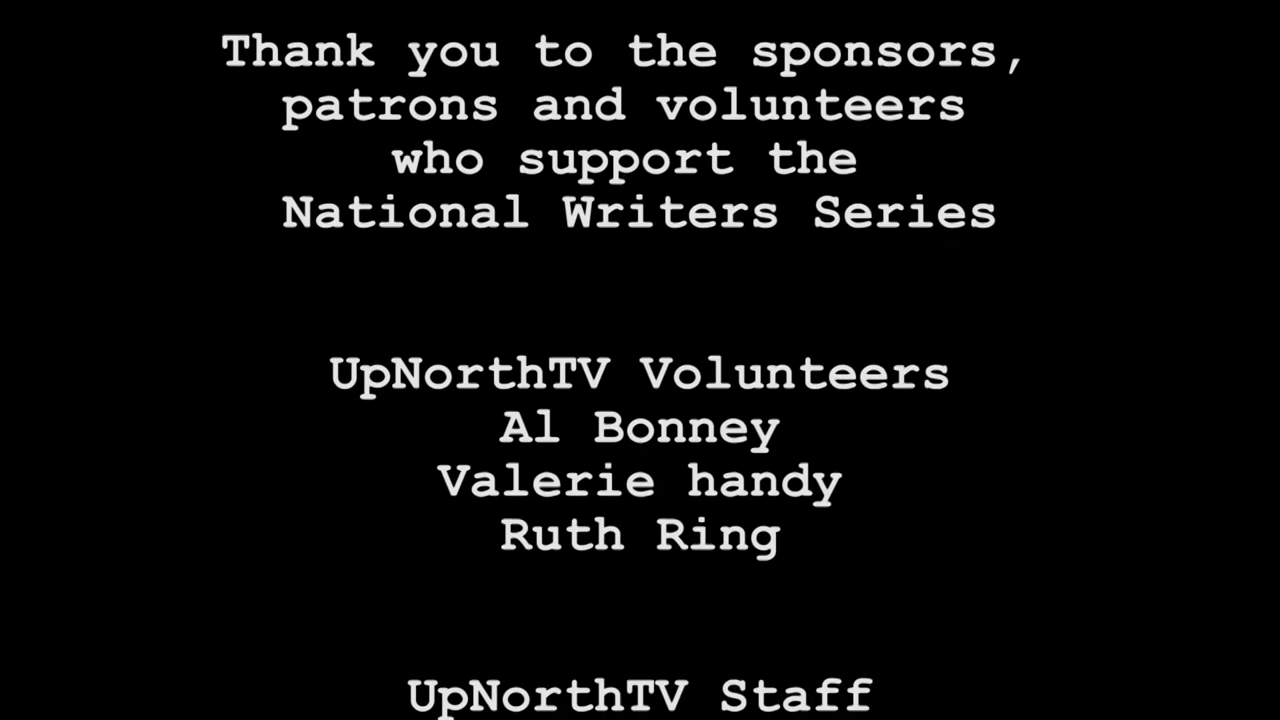 Thank you to the sponsors,
patrons and volunteers
who support the
National Writers Series
UpNorthTV Volunteers
Al Bonney
Valerie handy
Ruth Ring
UpNorthTV Staff